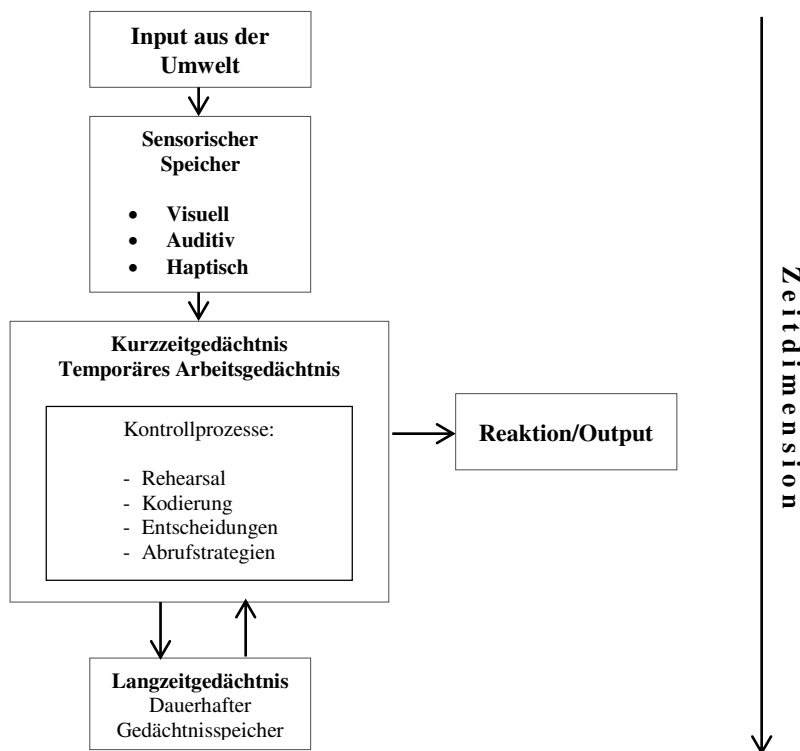 Input aus der
Umwelt
Sensorischer
Speicher
• Visuell
• Auditiv
• Haptisch
Kurzzeitgedächtnis
Temporäres Arbeitsgedächtnis
Kontrollprozesse:
- Rehearsal
- Kodierung
- Entscheidungen
- Abrufstrategien
Reaktion/Output
Langzeitgedächtnis
Dauerhafter
Gedächtnisspeicher
Zeitdimension